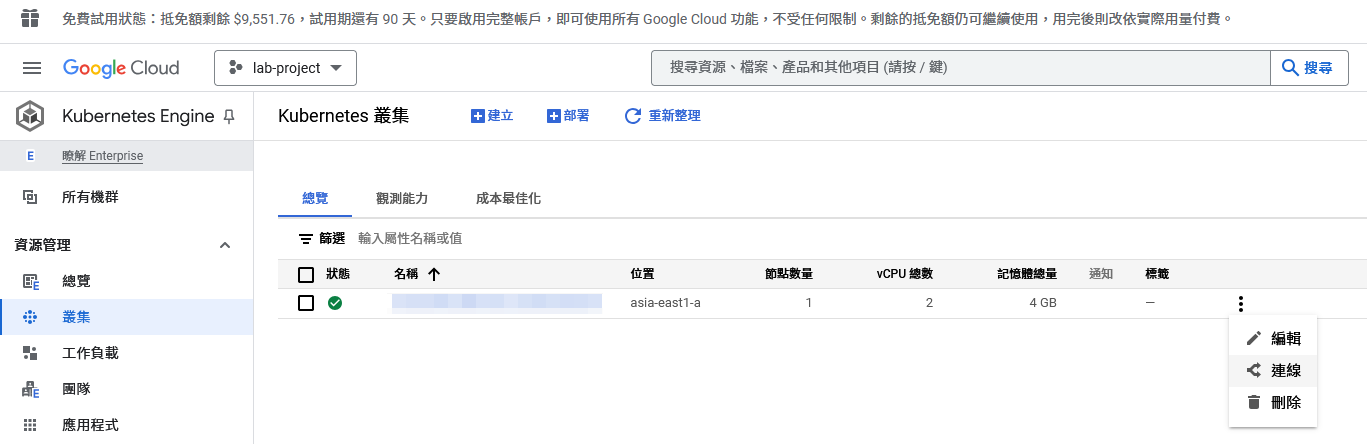 免費試用狀態：抵免額剩餘 $9,551.76，試用期還有 90 天。只要啟用完整帳戶，即可使用所有 Google Cloud 功能，不受任何限制。剩餘的抵免額仍可繼續使用，用完後則改依實際用量付費。
Google Cloud
lab-project
搜尋資源、檔案、產品和其他項目 (請按 / 鍵)
搜尋
Kubernetes Engine
Kubernetes 叢集
建立
部署
重新整理
E
瞭解 Enterprise
所有機群
總覽
觀測能力
成本最佳化
資源管理
篩選
輸入屬性名稱或值
狀態
名稱
位置
節點數量
vCPU 總數
記憶體總量
通知
標籤
總覽
asia-east1-a
1
2
4 GB
—
叢集
工作負載
團隊
應用程式
編輯
連線
刪除